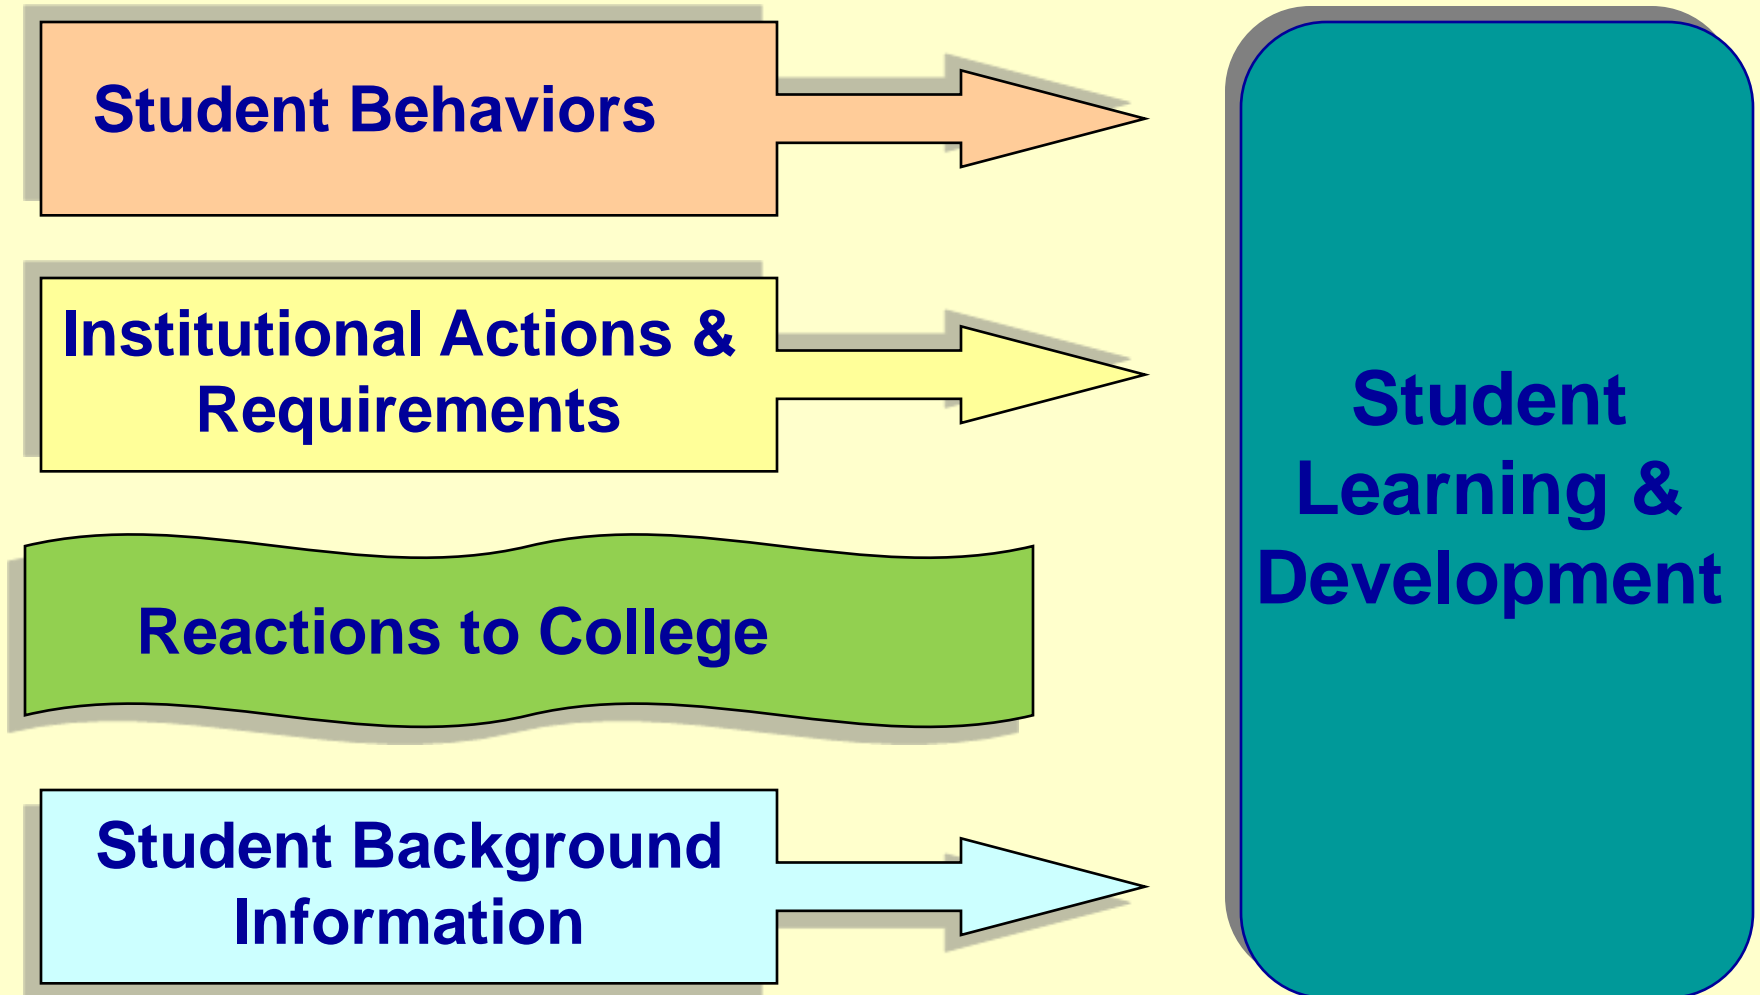 Student Behaviors
Institutional Actions &
Requirements
Reactions to College
Student Background
Information
Student
Learning &
Development